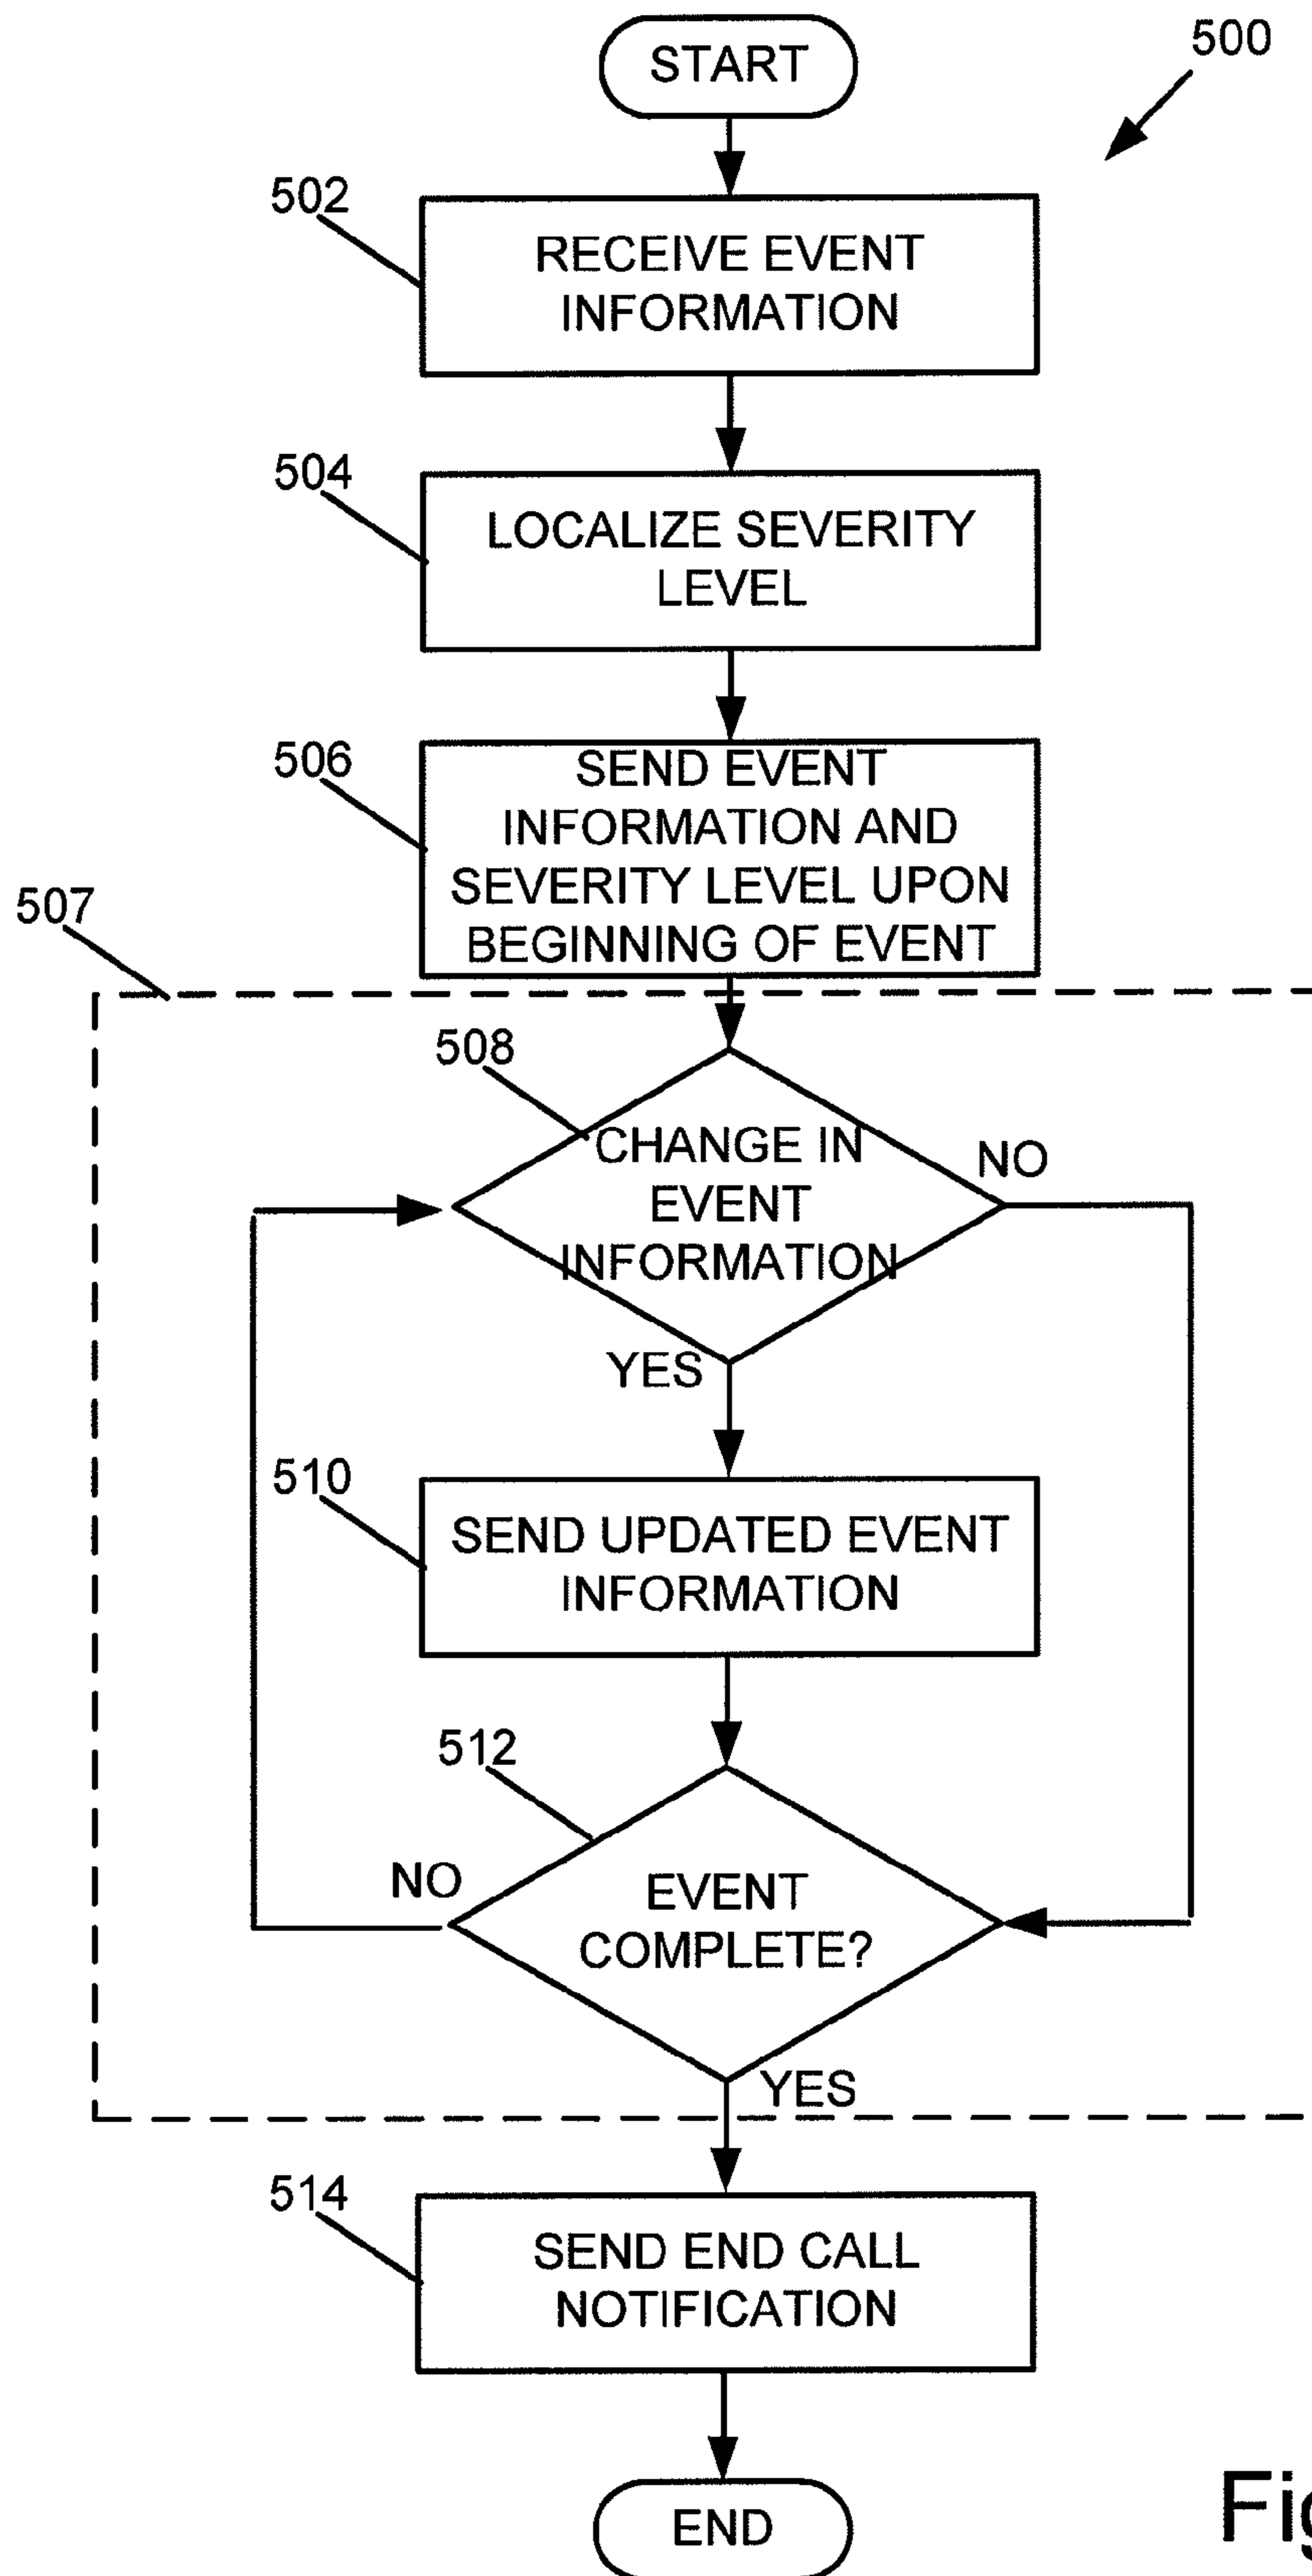 START
500
502
RECEIVE EVENT
INFORMATION
504
LOCALIZE SEVERITY
LEVEL
506
SEND EVENT
INFORMATION AND
SEVERITY LEVEL UPON
BEGINNING OF EVENT
507
508
CHANGE IN
EVENT
INFORMATION
NO
YES
510
SEND UPDATED EVENT
INFORMATION
512
NO
EVENT
COMPLETE?
YES
514
SEND END CALL
NOTIFICATION
END